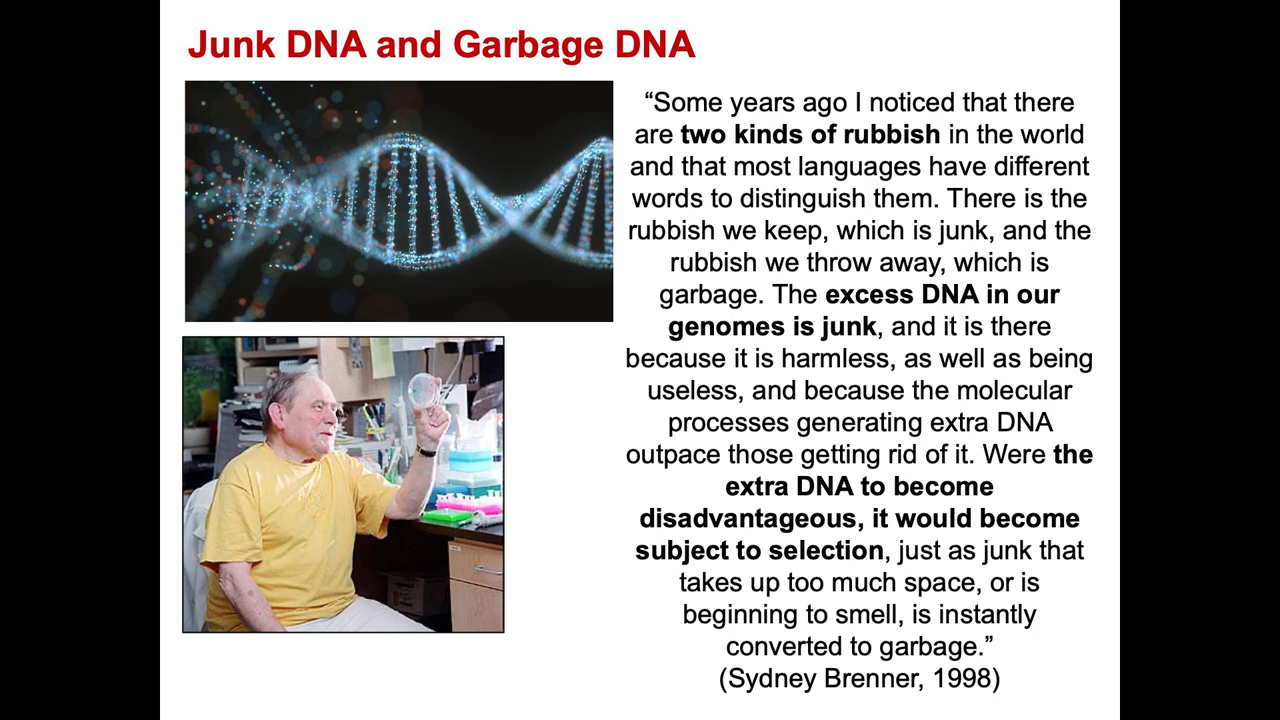 Junk DNA and Garbage DNA
“Some years ago I noticed that there
are two kinds of rubbish in the world
and that most languages have different
words to distinguish them. There is the
rubbish we keep, which is junk, and the
rubbish we throw away, which is
garbage. The excess DNA in our
genomes is junk, and it is there
because it is harmless, as well as being
useless, and because the molecular
processes generating extra DNA
outpace those getting rid of it. Were the
extra DNA to become
disadvantageous, it would become
subject to selection, just as junk that
takes up too much space, or is
beginning to smell, is instantly
converted to garbage.”
(Sydney Brenner, 1998)